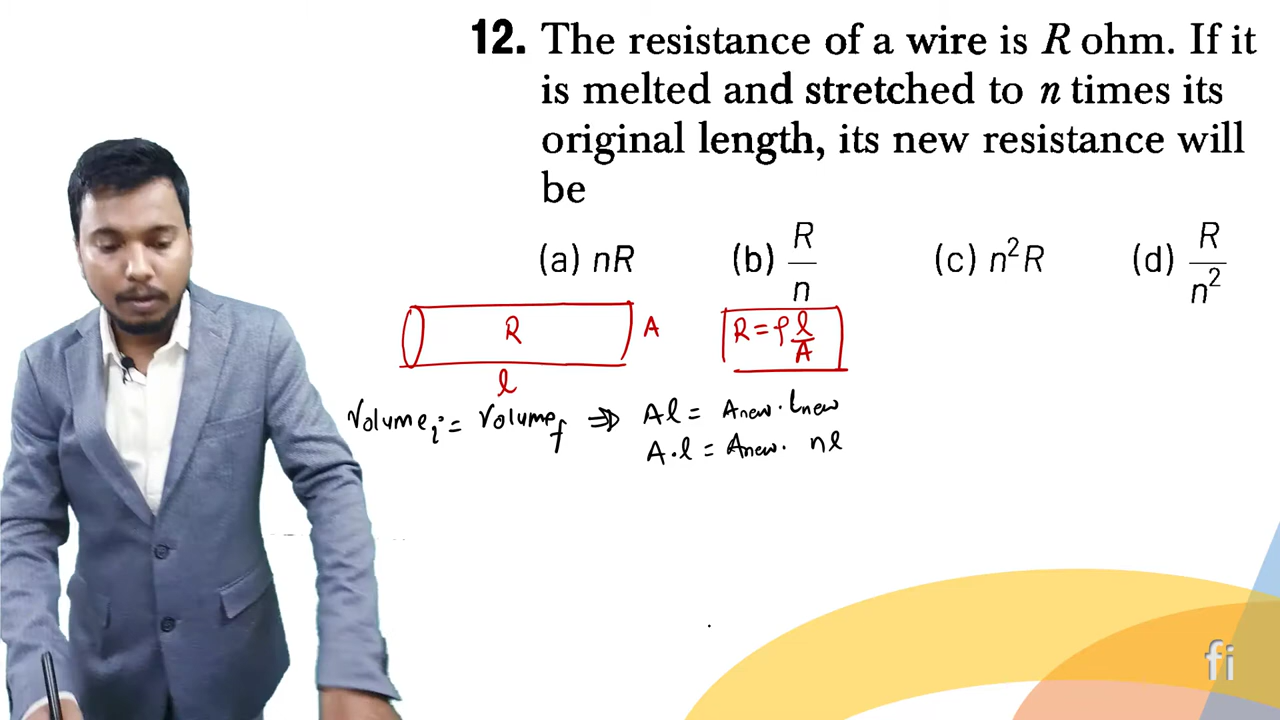 12. The resistance of a wire is R ohm. If it
is melted and stretched to n times its
original length, its new resistance will
be
(a) nR (b) R/n (c) n²R (d) R/n²
R A R = ρ l/A
l
Volumeᵢ = Volume_f ⇒ Al = Anew · lnew
A·l = Anew· nl
fi